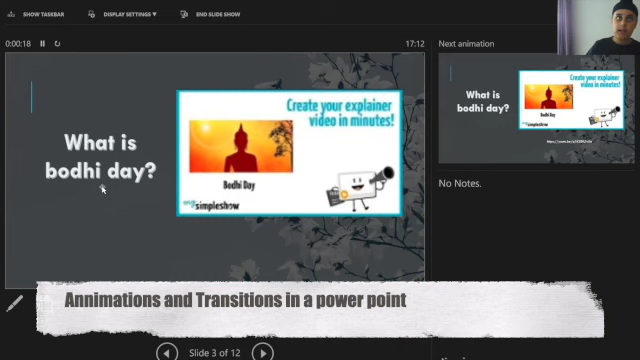 SHOW TASKBAR
DISPLAY SETTINGS ▾
END SLIDE SHOW
0:00:18
17:12
Next animation
What is
bodhi day?
Create your explainer
video in minutes!
Bodhi Day
simpleshow
What is
bodhi day?
Create your explainer
video in minutes!
Bodhi Day
No Notes.
Annimations and Transitions in a power point
Slide 3 of 12